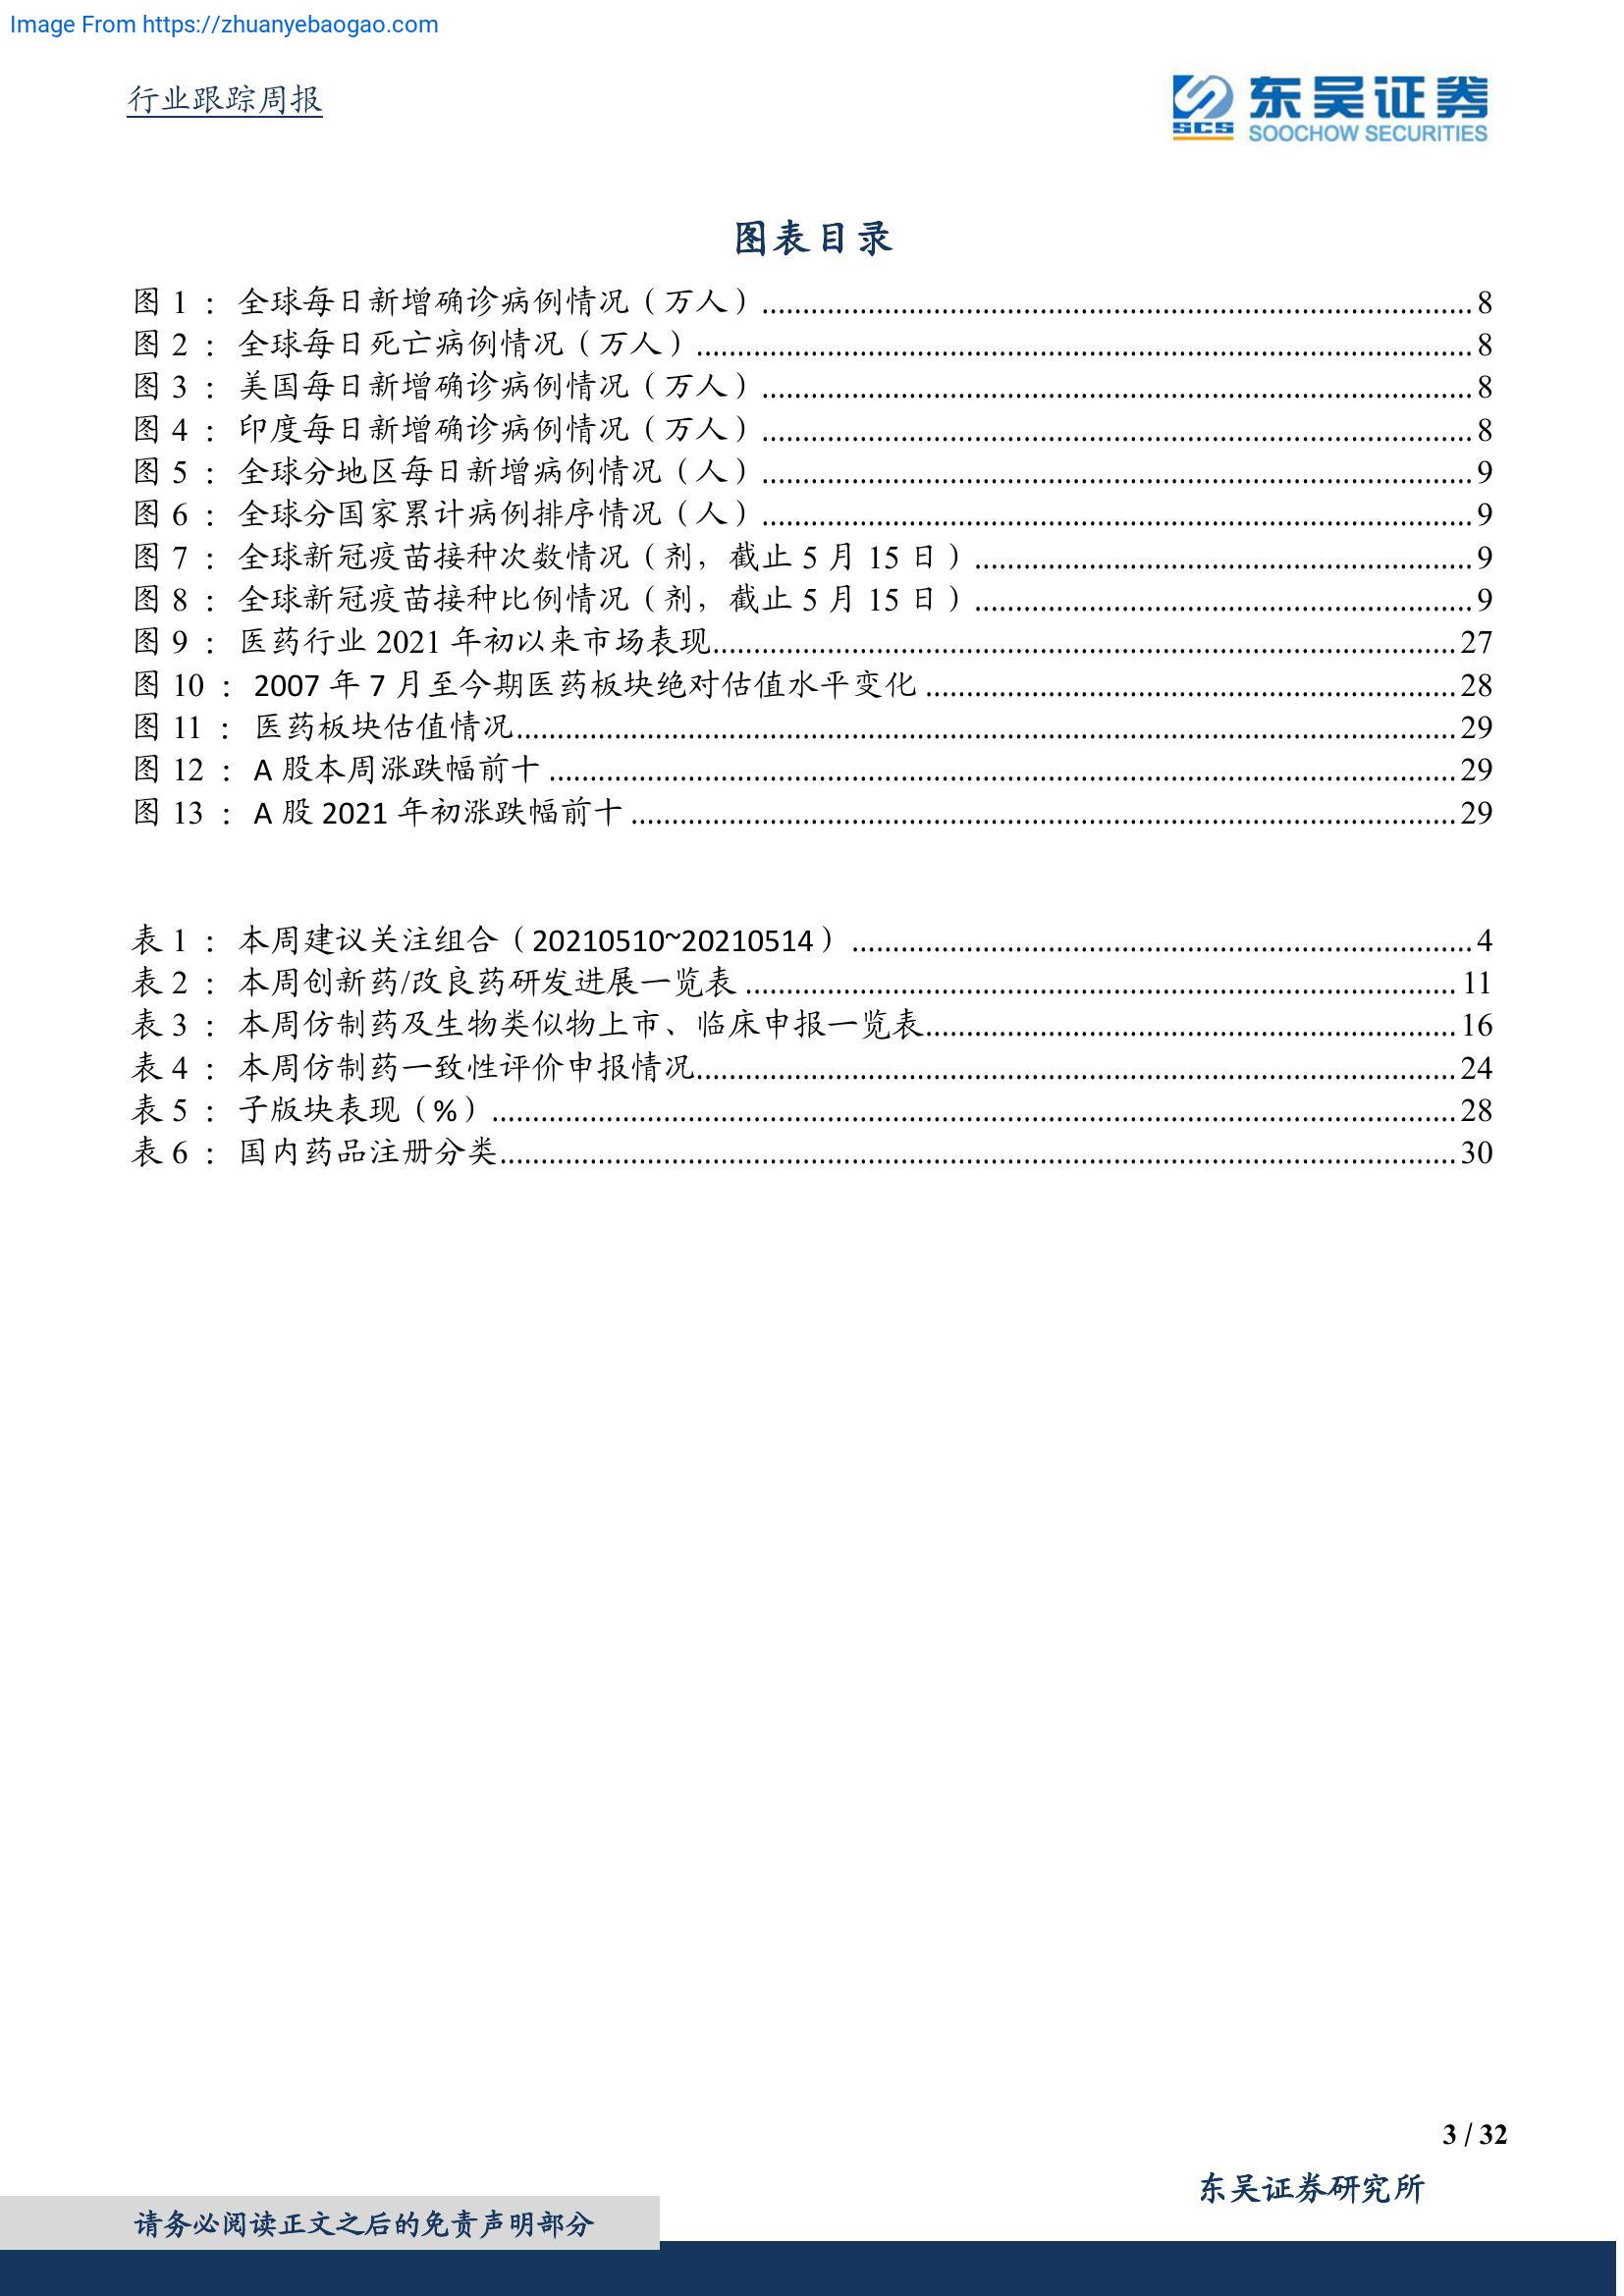 Image From https://zhuanyebaogao.com
行业跟踪周报
东吴证券
SCS
SOOCHOW SECURITIES
图表目录
图 1 : 全球每日新增确诊病例情况（万人）...8
图 2 : 全球每日死亡病例情况（万人）...8
图 3 : 美国每日新增确诊病例情况（万人）...8
图 4 : 印度每日新增确诊病例情况（万人）...8
图 5 : 全球分地区每日新增病例情况（人）...9
图 6 : 全球分国家累计病例排序情况（人）...9
图 7 : 全球新冠疫苗接种次数情况（剂，截止 5 月 15 日）...9
图 8 : 全球新冠疫苗接种比例情况（剂，截止 5 月 15 日）...9
图 9 : 医药行业 2021 年初以来市场表现...27
图 10 : 2007 年 7 月至今期医药板块绝对估值水平变化...28
图 11 : 医药板块估值情况...29
图 12 : A 股本周涨跌幅前十...29
图 13 : A 股 2021 年初涨跌幅前十...29
表 1 : 本周建议关注组合（20210510~20210514）...4
表 2 : 本周创新药/改良药研发进展一览表...11
表 3 : 本周仿制药及生物类似物上市、临床申报一览表...16
表 4 : 本周仿制药一致性评价申报情况...24
表 5 : 子版块表现（%）...28
表 6 : 国内药品注册分类...30
3 / 32
东吴证券研究所
请务必阅读正文之后的免责声明部分